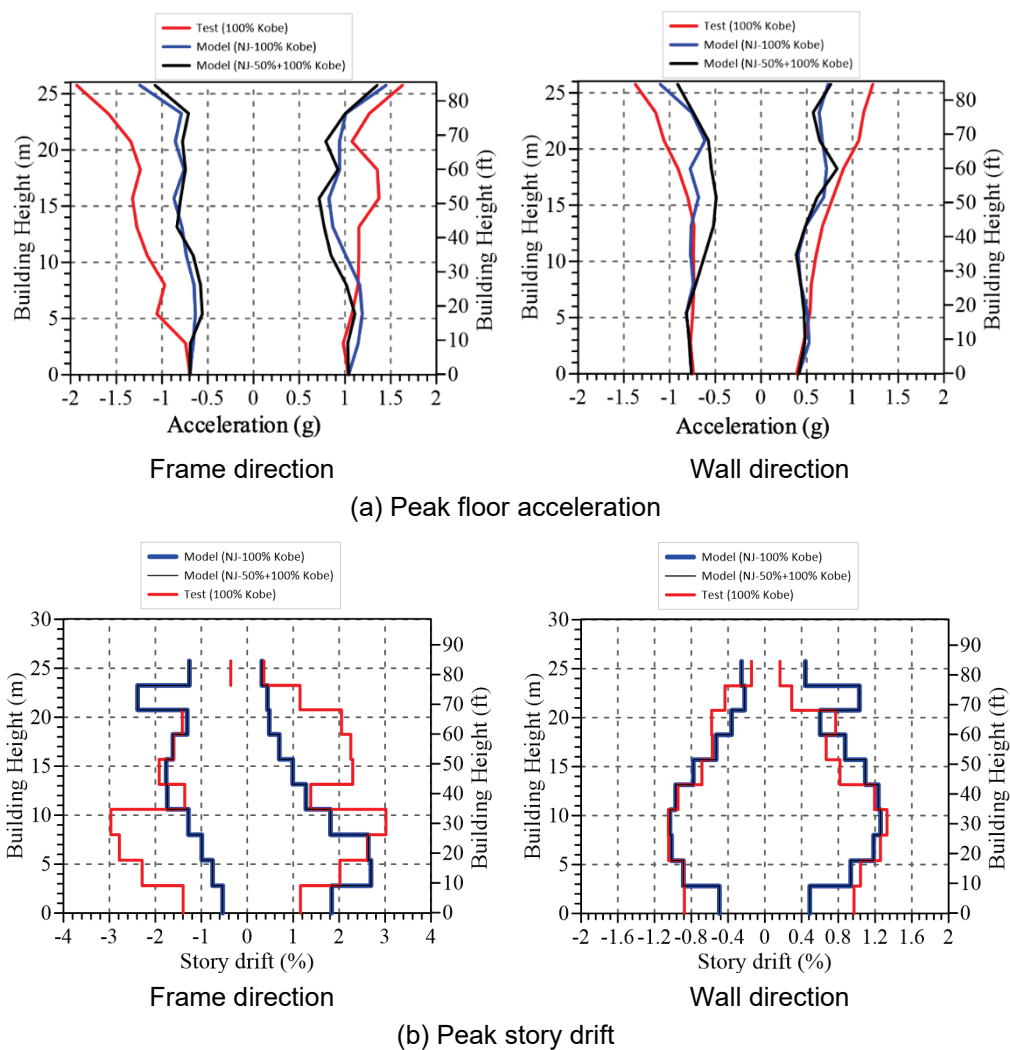 Test (100% Kobe)
Model (NJ-100% Kobe)
Model (NJ-50%+100% Kobe)
Building Height (m)
25
20
15
10
5
0
80
70
60
50
40
30
20
10
0
Building Height (ft)
-2 -1.5 -1 -0.5 0 0.5 1 1.5 2
Acceleration (g)
Frame direction
Test (100% Kobe)
Model (NJ-100% Kobe)
Model (NJ-50%+100% Kobe)
Building Height (m)
25
20
15
10
5
0
80
70
60
50
40
30
20
10
0
Building Height (ft)
-2 -1.5 -1 -0.5 0 0.5 1 1.5 2
Acceleration (g)
Wall direction
(a) Peak floor acceleration
Model (NJ-100% Kobe)
Model (NJ-50%+100% Kobe)
Test (100% Kobe)
Building Height (m)
30
25
20
15
10
5
0
90
80
70
60
50
40
30
20
10
0
Building Height (ft)
-4 -3 -2 -1 0 1 2 3 4
Story drift (%)
Frame direction
Model (NJ-100% Kobe)
Model (NJ-50%+100% Kobe)
Test (100% Kobe)
Building Height (m)
30
25
20
15
10
5
0
90
80
70
60
50
40
30
20
10
0
Building Height (ft)
-2 -1.6 -1.2 -0.8 -0.4 0 0.4 0.8 1.2 1.6 2
Story drift (%)
Wall direction
(b) Peak story drift